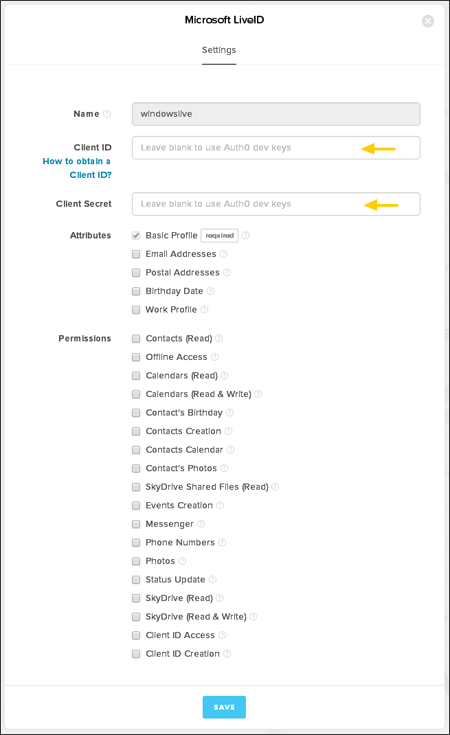 Microsoft LiveID
Settings
Name
windowslive
Client ID
Leave blank to use Auth0 dev keys
How to obtain a
Client ID?
Client Secret
Leave blank to use Auth0 dev keys
Attributes
Basic Profile required
Email Addresses
Postal Addresses
Birthday Date
Work Profile
Permissions
Contacts (Read)
Offline Access
Calendars (Read)
Calendars (Read & Write)
Contact's Birthday
Contacts Creation
Contacts Calendar
Contact's Photos
SkyDrive Shared Files (Read)
Events Creation
Messenger
Phone Numbers
Photos
Status Update
SkyDrive (Read)
SkyDrive (Read & Write)
Client ID Access
Client ID Creation
SAVE